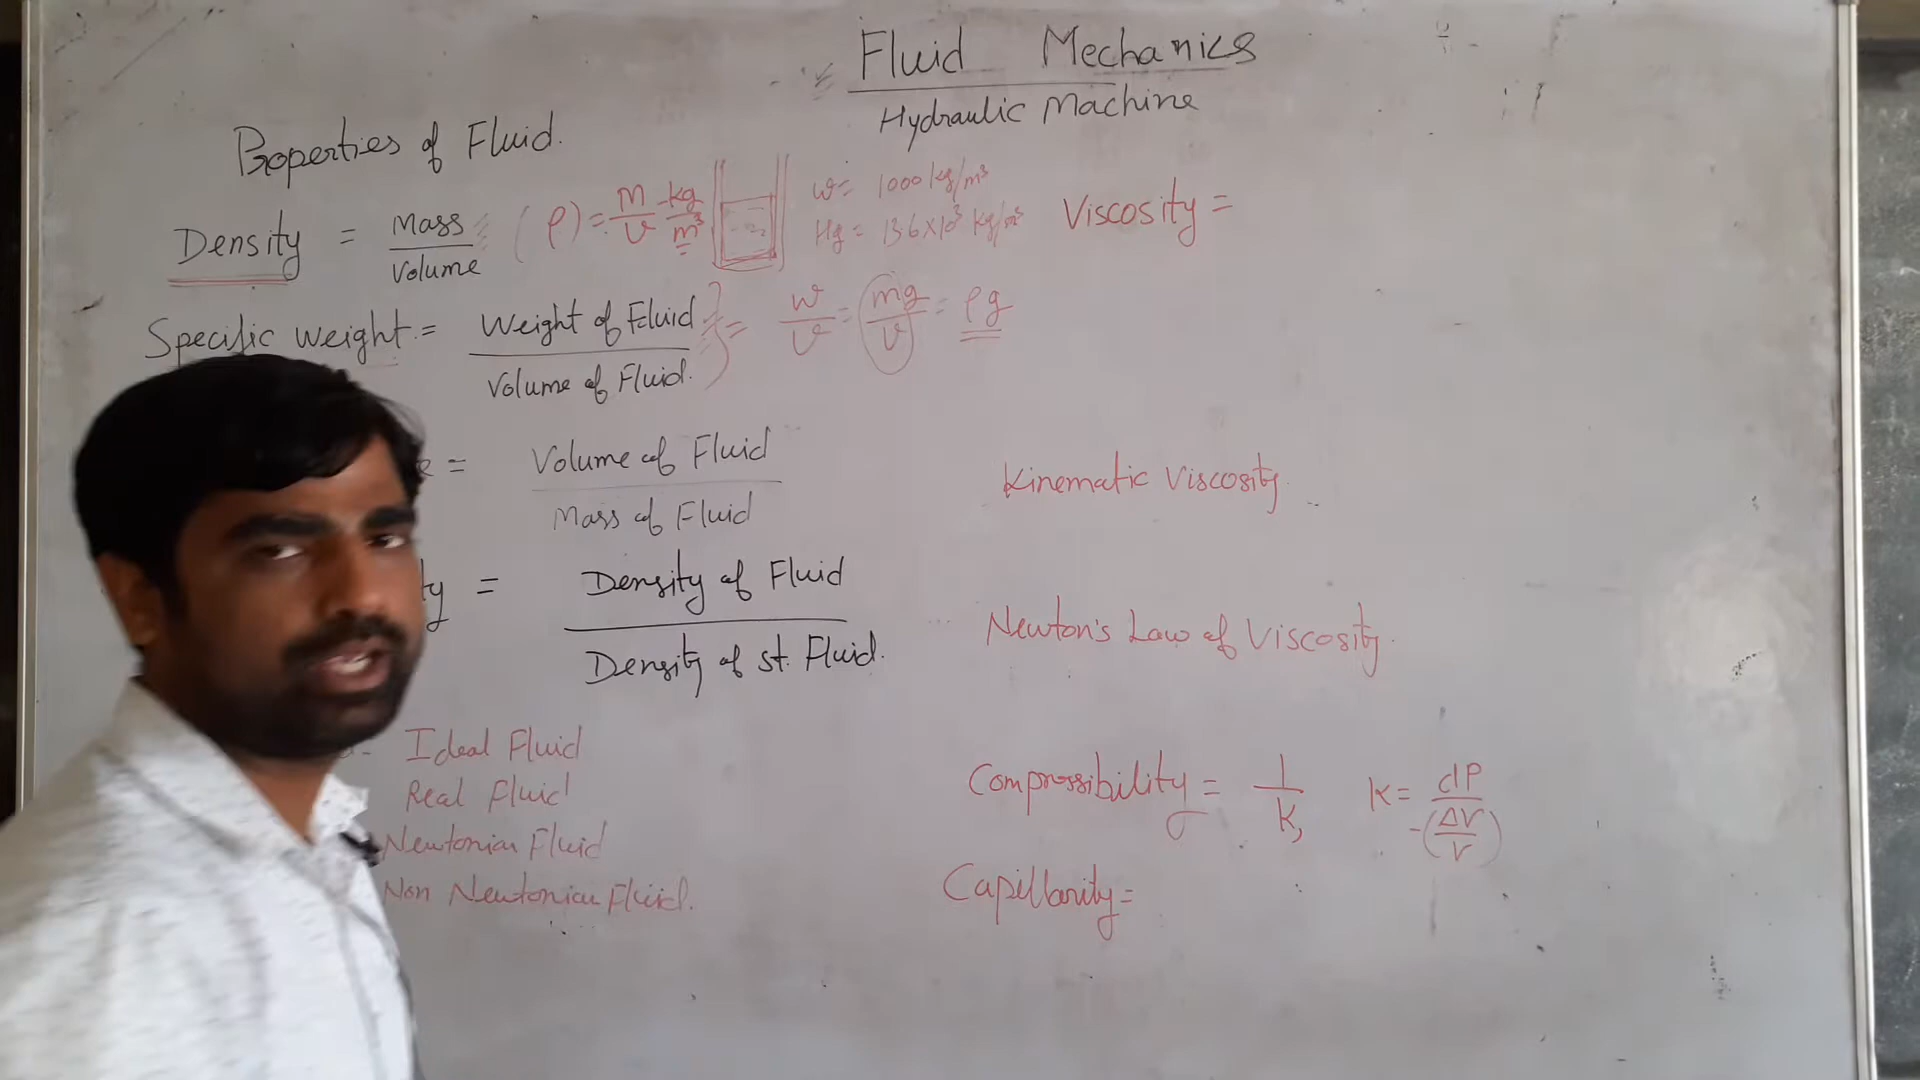 Fluid Mechanics
Hydraulic Machine
Properties of Fluid.
Density = Mass / Volume (ρ) = M/V = kg/m³
w = 1000 kg/m³
Hg = 13.6×10³ kg/m³
Specific Weight = Weight of Fluid / Volume of Fluid. = W/V = mg/V = ρg
= Volume of Fluid / Mass of Fluid
= Density of Fluid / Density of st. Fluid.
Ideal Fluid
Real Fluid
Newtonian Fluid
Non Newtonian Fluid.
Viscosity =
Kinematic Viscosity
Newton's Law of Viscosity.
Compressibility = 1/K, K = dP / -(ΔV/V)
Capillarity =